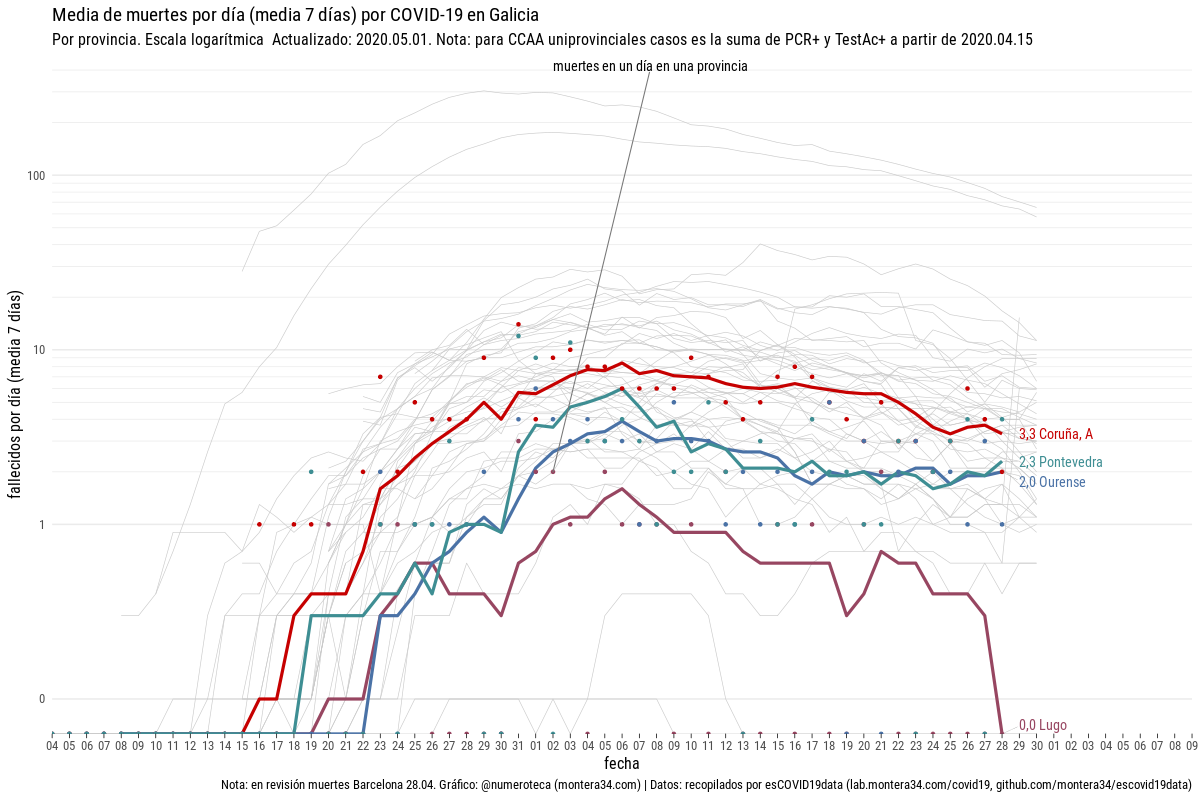 Media de muertes por día (media 7 días) por COVID-19 en Galicia
Por provincia. Escala logarítmica  Actualizado: 2020.05.01. Nota: para CCAA uniprovinciales casos es la suma de PCR+ y TestAc+ a partir de 2020.04.15
muertes en un día en una provincia
fallecidos por día (media 7 días)
100
10
1
0
3,3 Coruña, A
2,3 Pontevedra
2,0 Ourense
0,0 Lugo
04 05 06 07 08 09 10 11 12 13 14 15 16 17 18 19 20 21 22 23 24 25 26 27 28 29 30 31 01 02 03 04 05 06 07 08 09 10 11 12 13 14 15 16 17 18 19 20 21 22 23 24 25 26 27 28 29 30 01 02 03 04 05 06 07 08 09
fecha
Nota: en revisión muertes Barcelona 28.04. Gráfico: @numeroteca (montera34.com) | Datos: recopilados por esCOVID19data (lab.montera34.com/covid19, github.com/montera34/escovid19data)